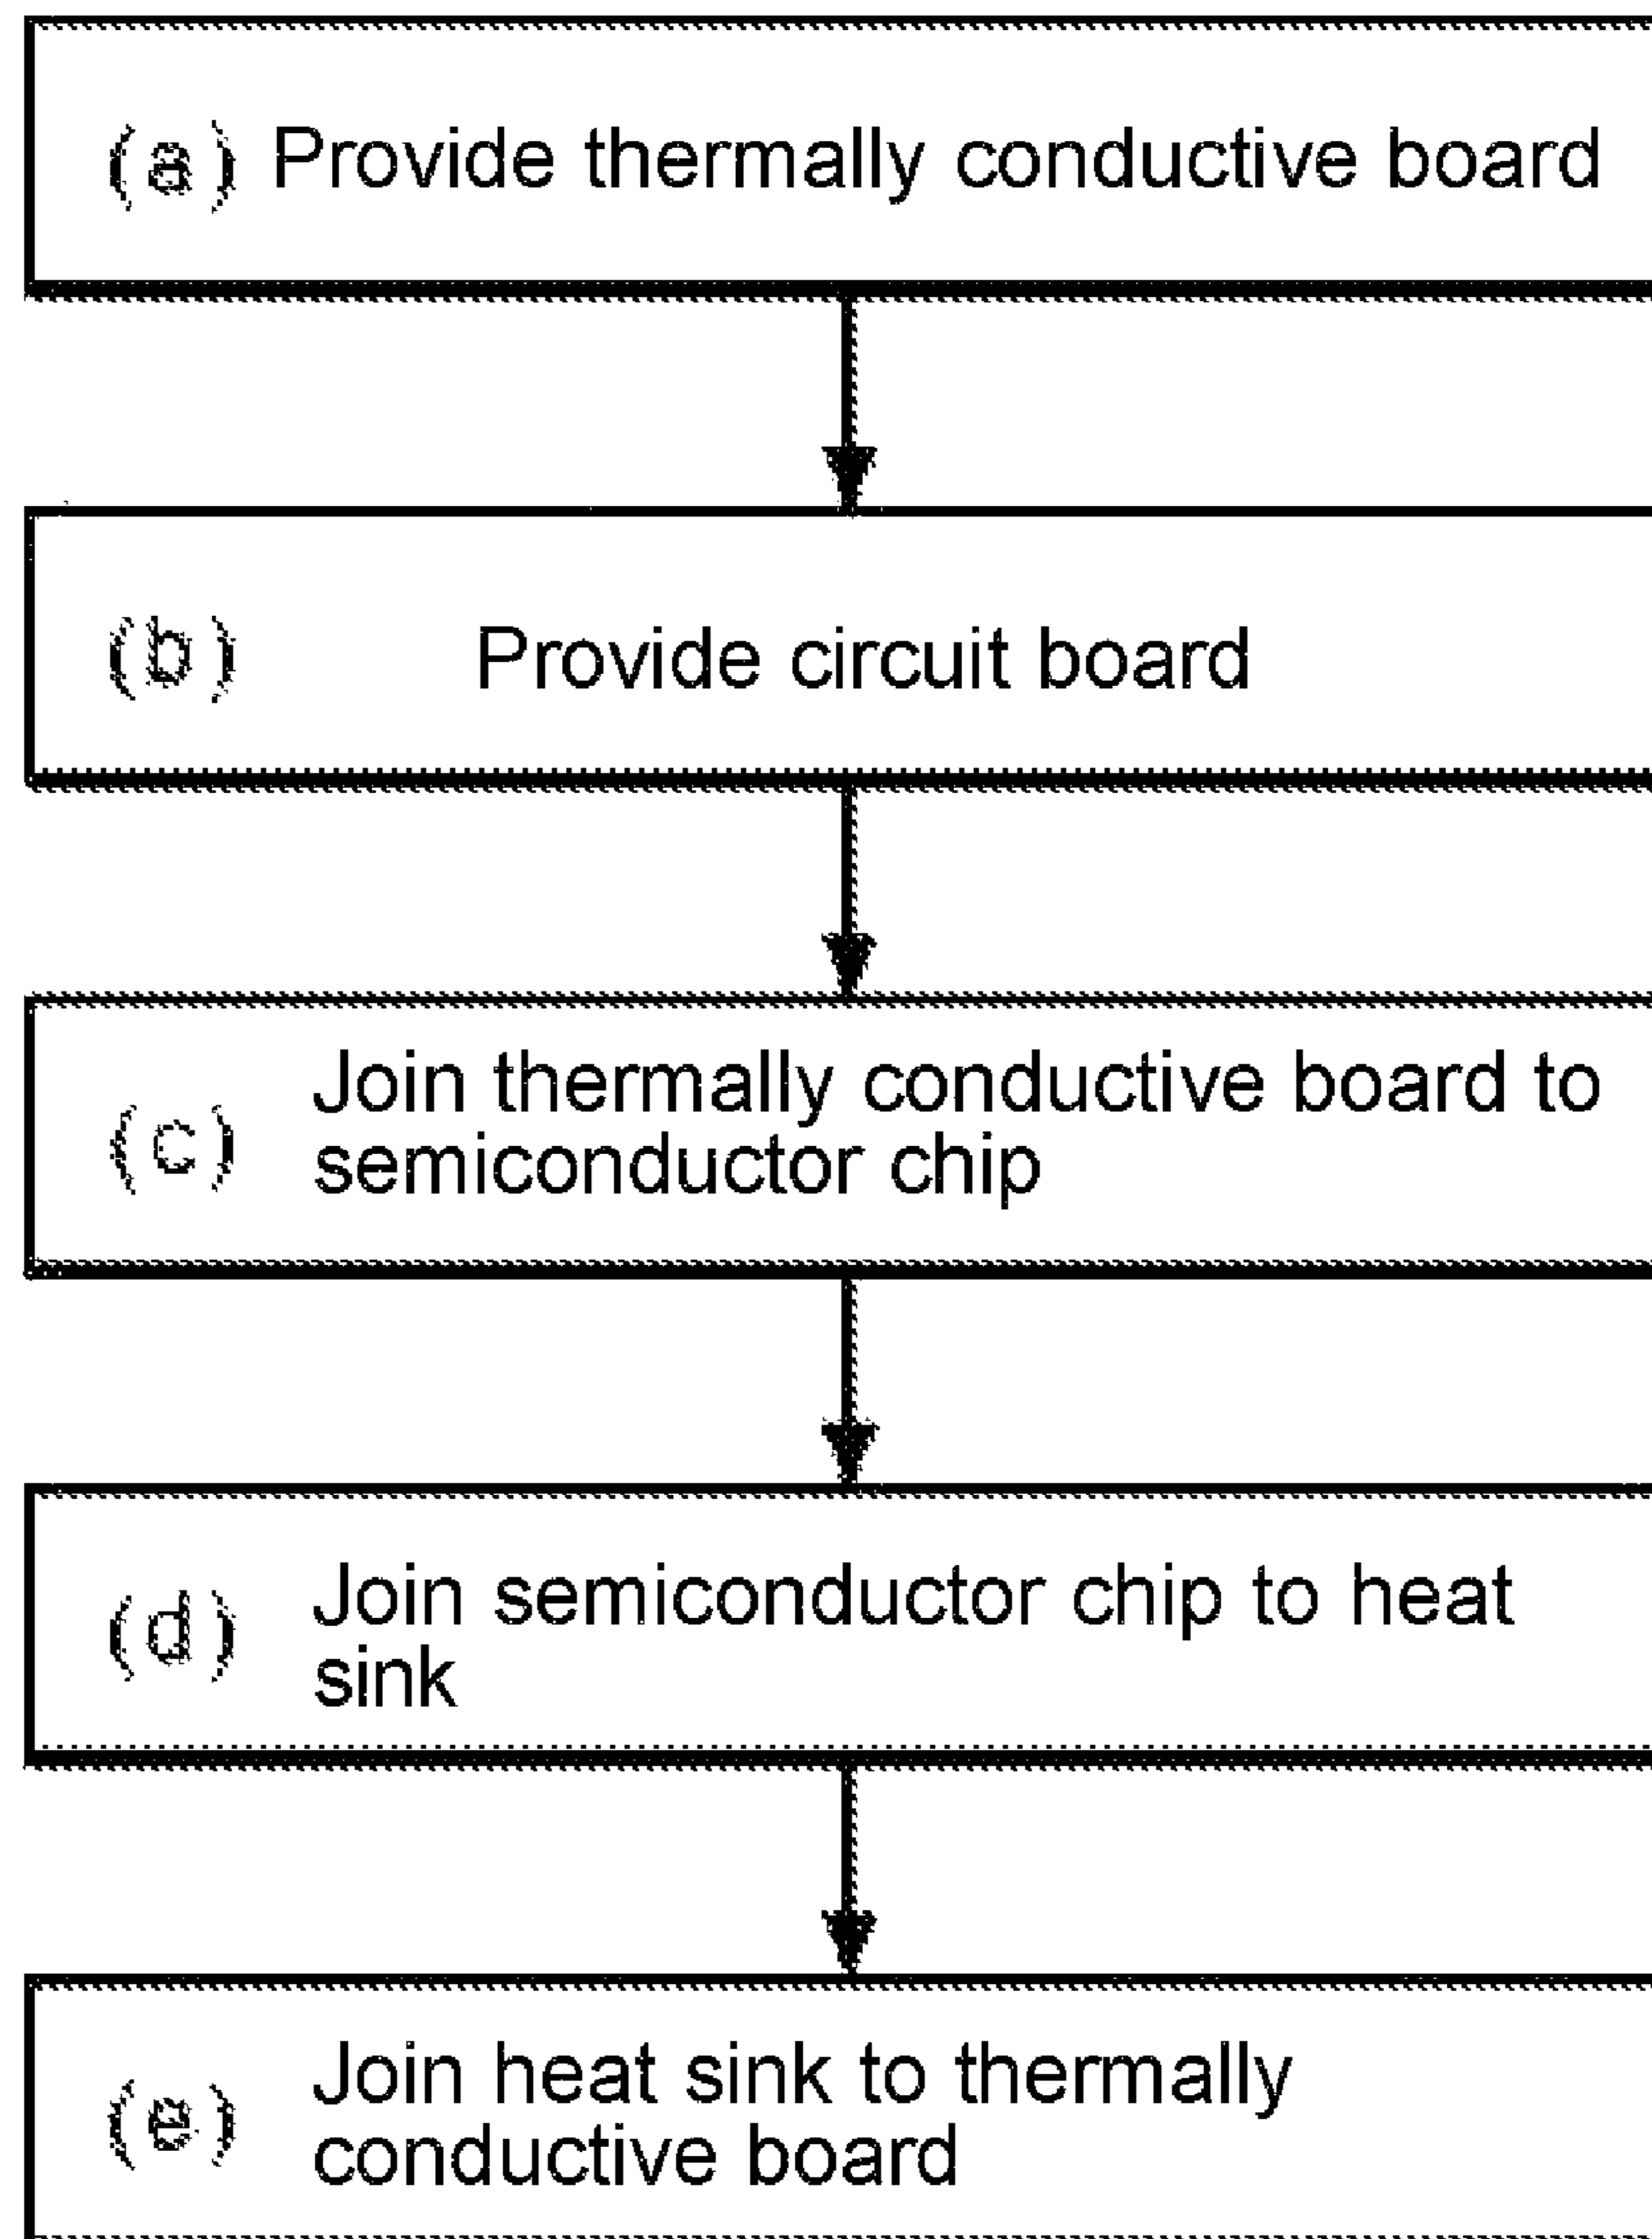 (a) Provide thermally conductive board
(b) Provide circuit board
Join thermally conductive board to
(c)
semiconductor chip
Join semiconductor chip to heat
(d)
sink
Join heat sink to thermally
(e)
conductive board